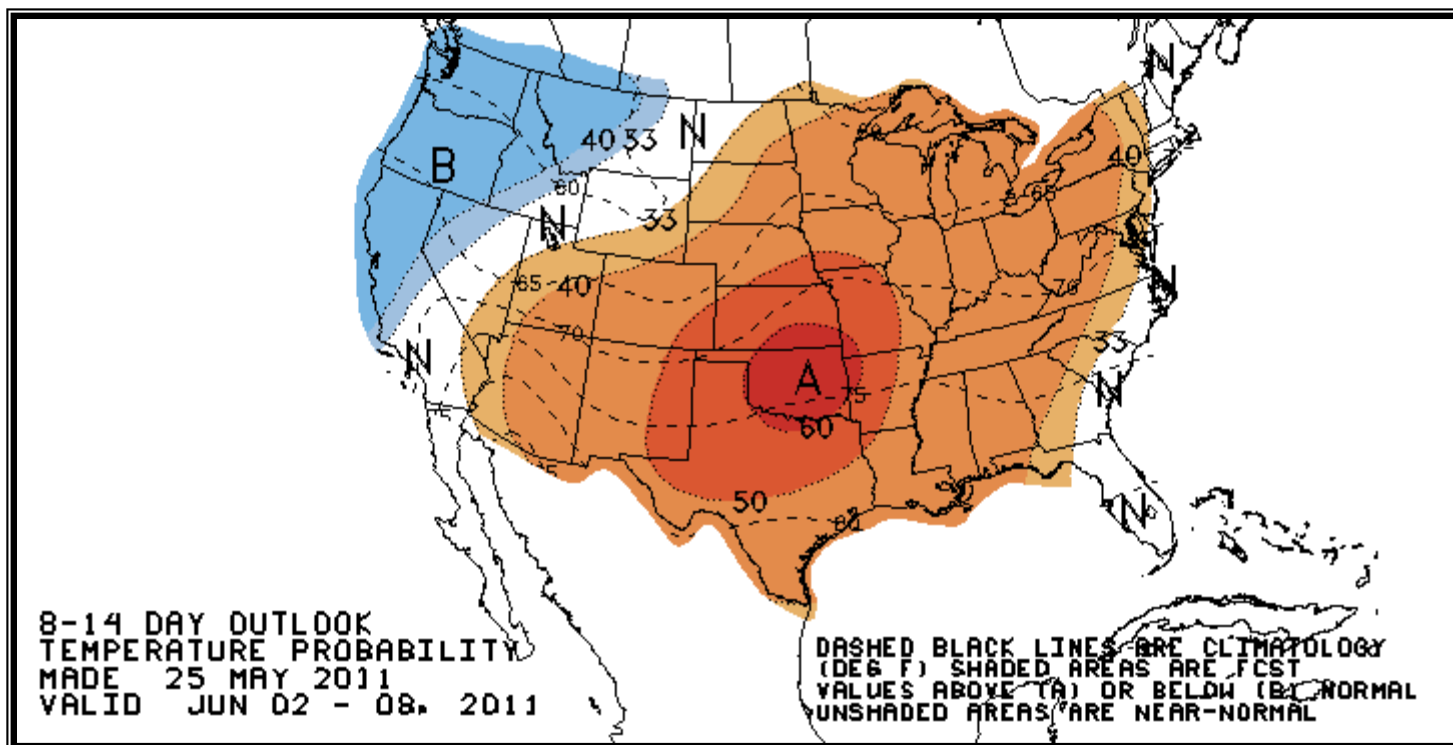 N
B
40 33
N
60
N
33
60
40
65
N
65 40
70
70
N
33
N
A
75
60
50
80
N
N
8-14 DAY OUTLOOK
TEMPERATURE PROBABILITY
MADE 25 MAY 2011
VALID JUN 02 - 08, 2011
DASHED BLACK LINES ARE CLIMATOLOGY
(DEG F) SHADED AREAS ARE FCST
VALUES ABOVE (A) OR BELOW (B) NORMAL
UNSHADED AREAS ARE NEAR-NORMAL